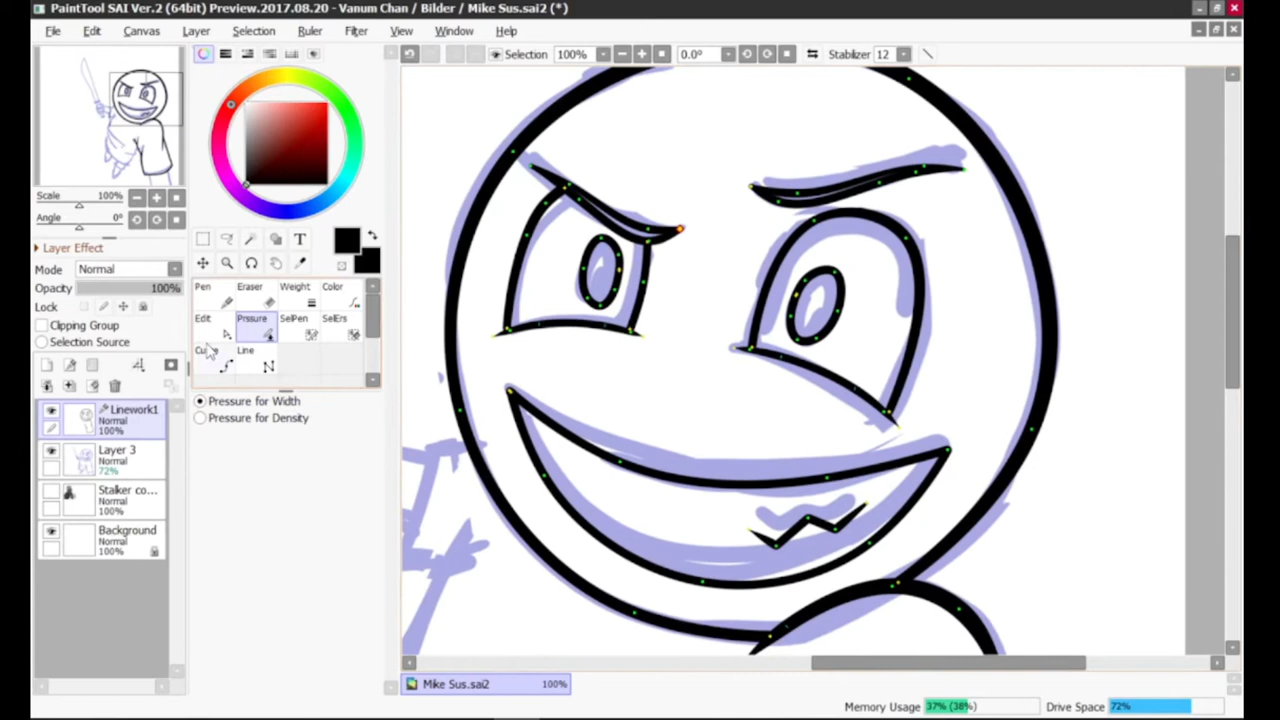 PaintTool SAI Ver.2 (64bit) Preview.2017.08.20 - Vanum Chan / Bilder / Mike Sus.sai2 (*)
File Edit Canvas Layer Selection Ruler Filter View Window Help
Selection 100% 0.0° Stabilizer 12
Scale 100%
Angle 0°
Layer Effect
Mode Normal
Opacity 100%
Lock
Clipping Group
Selection Source
T
Pen Eraser Weight Color
Edit Prssure SelPen SelErs
Line
Pressure for Width
Pressure for Density
Linework1
Normal
100%
Layer 3
Normal
72%
Stalker co...
Normal
100%
Background
Normal
100%
Mike Sus.sai2 100%
Memory Usage 37% (38%) Drive Space 72%